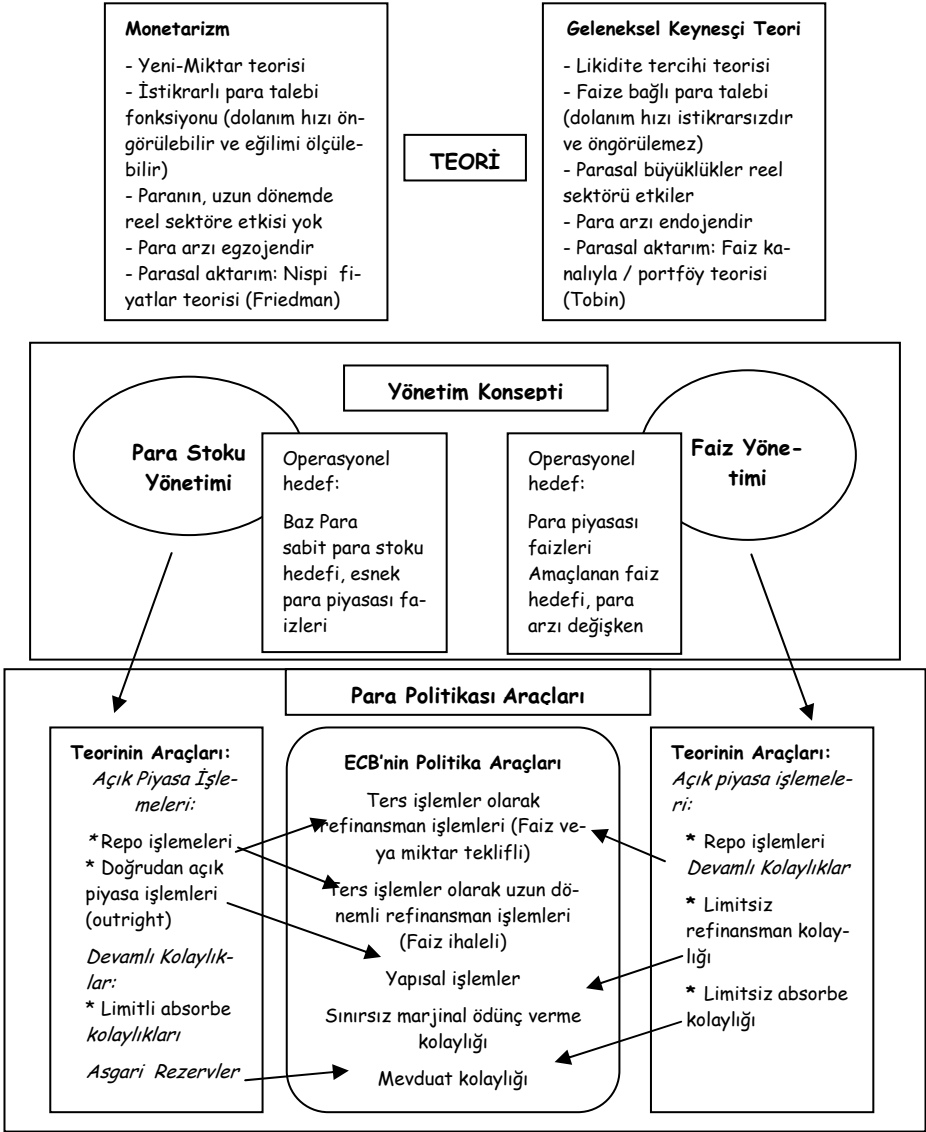 Monetarizm
- Yeni-Miktar teorisi
- İstikrarlı para talebi
fonksiyonu (dolanım hızı ön-
görülebilir ve eğilimi ölçüle-
bilir)
- Paranın, uzun dönemde
reel sektöre etkisi yok
- Para arzı egzojendir
- Parasal aktarım: Nispi fi-
yatlar teorisi (Friedman)
TEORİ
Geleneksel Keynesçi Teori
- Likidite tercihi teorisi
- Faize bağlı para talebi
(dolanım hızı istikrarsızdır
ve öngörülemez)
- Parasal büyüklükler reel
sektörü etkiler
- Para arzı endojendir
- Parasal aktarım: Faiz ka-
nalıyla / portföy teorisi
(Tobin)
Yönetim Konsepti
Para Stoku
Yönetimi
Operasyonel
hedef:
Baz Para
sabit para stoku
hedefi, esnek
para piyasası fa-
izleri
Operasyonel
hedef:
Para piyasası
faizleri
Amaçlanan faiz
hedefi, para
arzı değişken
Faiz Yöne-
timi
Para Politikası Araçları
Teorinin Araçları:
Açık Piyasa İşle-
meleri:
*Repo işlemeleri
* Doğrudan açık
piyasa işlemleri
(outright)
Devamlı Kolaylık-
lar:
* Limitli absorbe
kolaylıkları
Asgari Rezervler
ECB'nin Politika Araçları
Ters işlemler olarak
refinansman işlemleri (Faiz ve-
ya miktar teklifli)
Ters işlemler olarak uzun dö-
nemli refinansman işlemleri
(Faiz ihaleli)
Yapısal işlemler
Sınırsız marjinal ödünç verme
kolaylığı
Mevduat kolaylığı
Teorinin Araçları:
Açık piyasa işlemele-
ri:
* Repo işlemleri
Devamlı Kolaylıklar
* Limitsiz
refinansman kolay-
lığı
* Limitsiz absorbe
kolaylığı